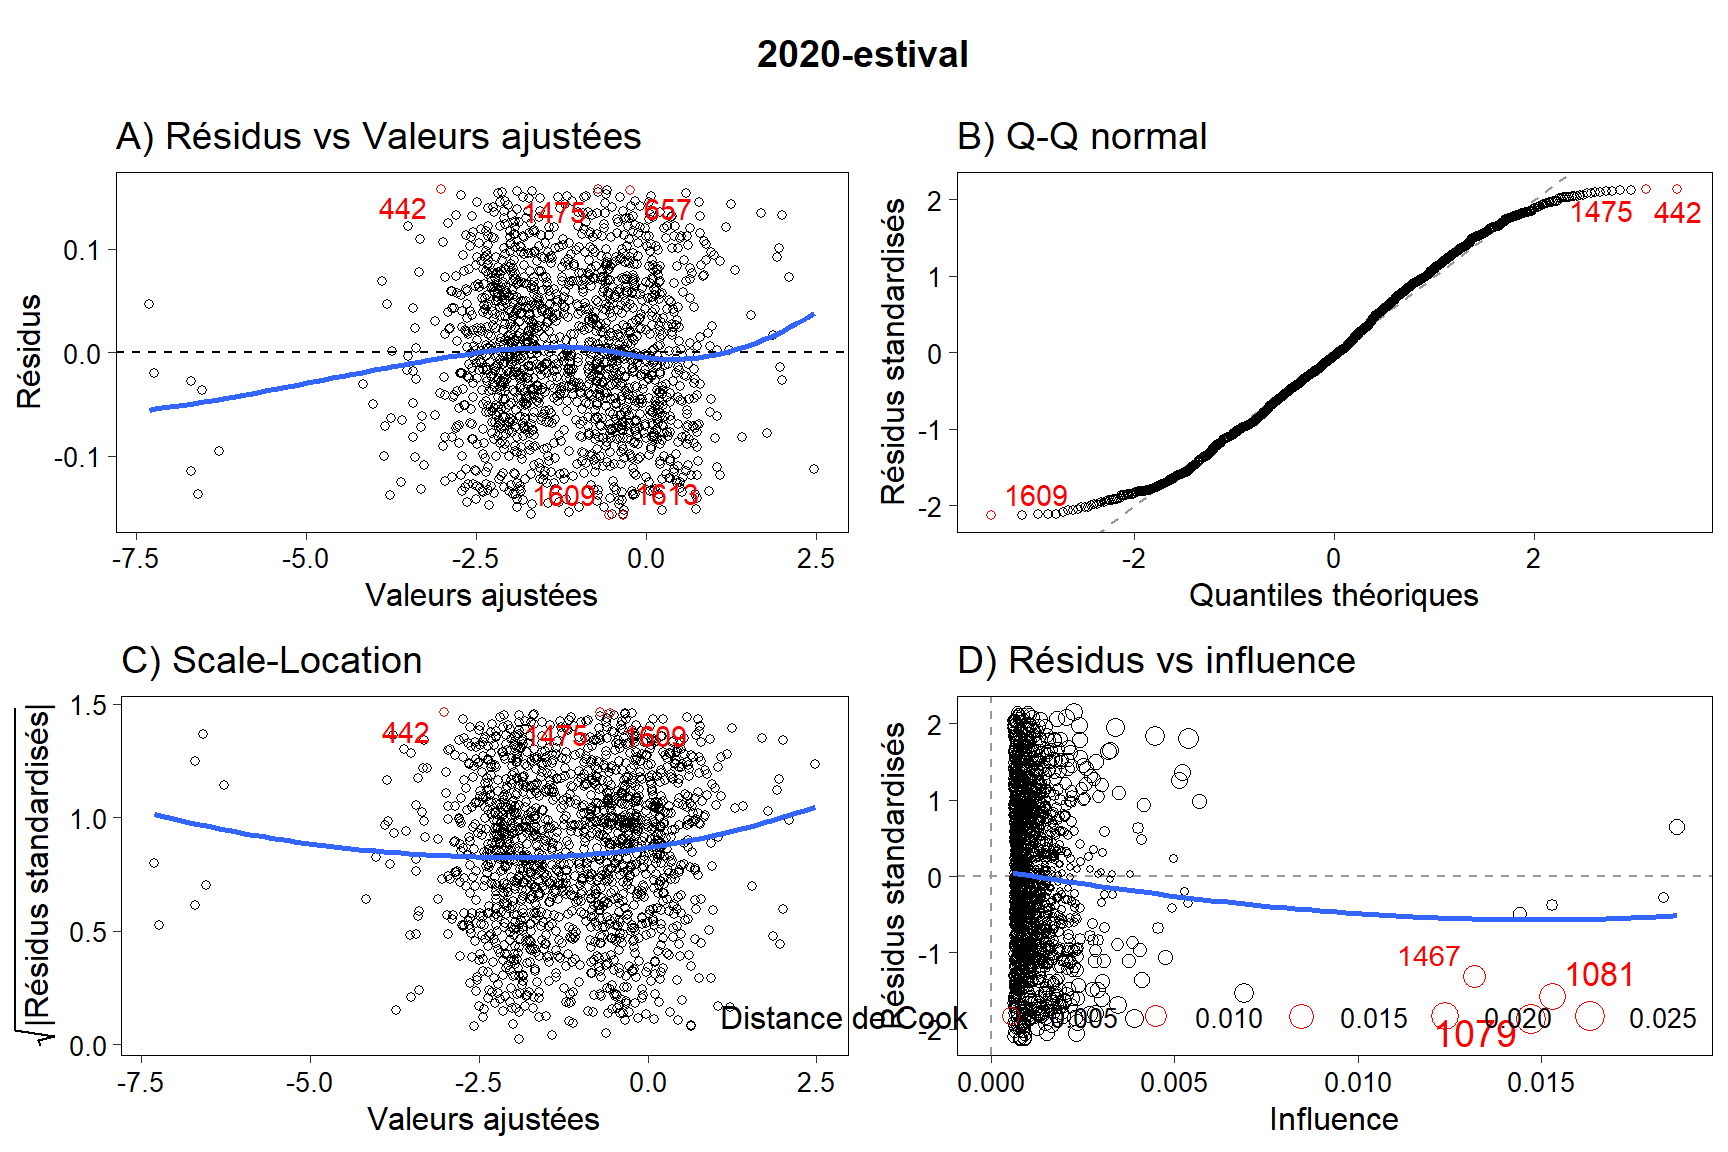 2020-estival
A) Résidus vs Valeurs ajustées
Résidus
0.1
0.0
-0.1
442
1475
657
1609
1613
-7.5 -5.0 -2.5 0.0 2.5
Valeurs ajustées
B) Q-Q normal
Résidus standardisés
2
1
0
-1
-2
1475
442
1609
-2 0 2
Quantiles théoriques
C) Scale-Location
√|Résidus standardisés|
1.5
1.0
0.5
0.0
442
1475
1609
-7.5 -5.0 -2.5 0.0 2.5
Valeurs ajustées
D) Résidus vs influence
Résidus standardisés
2
1
0
-1
-2
1467
1081
1079
Distance de Cook 0.005 0.010 0.015 0.020 0.025
0.000 0.005 0.010 0.015
Influence